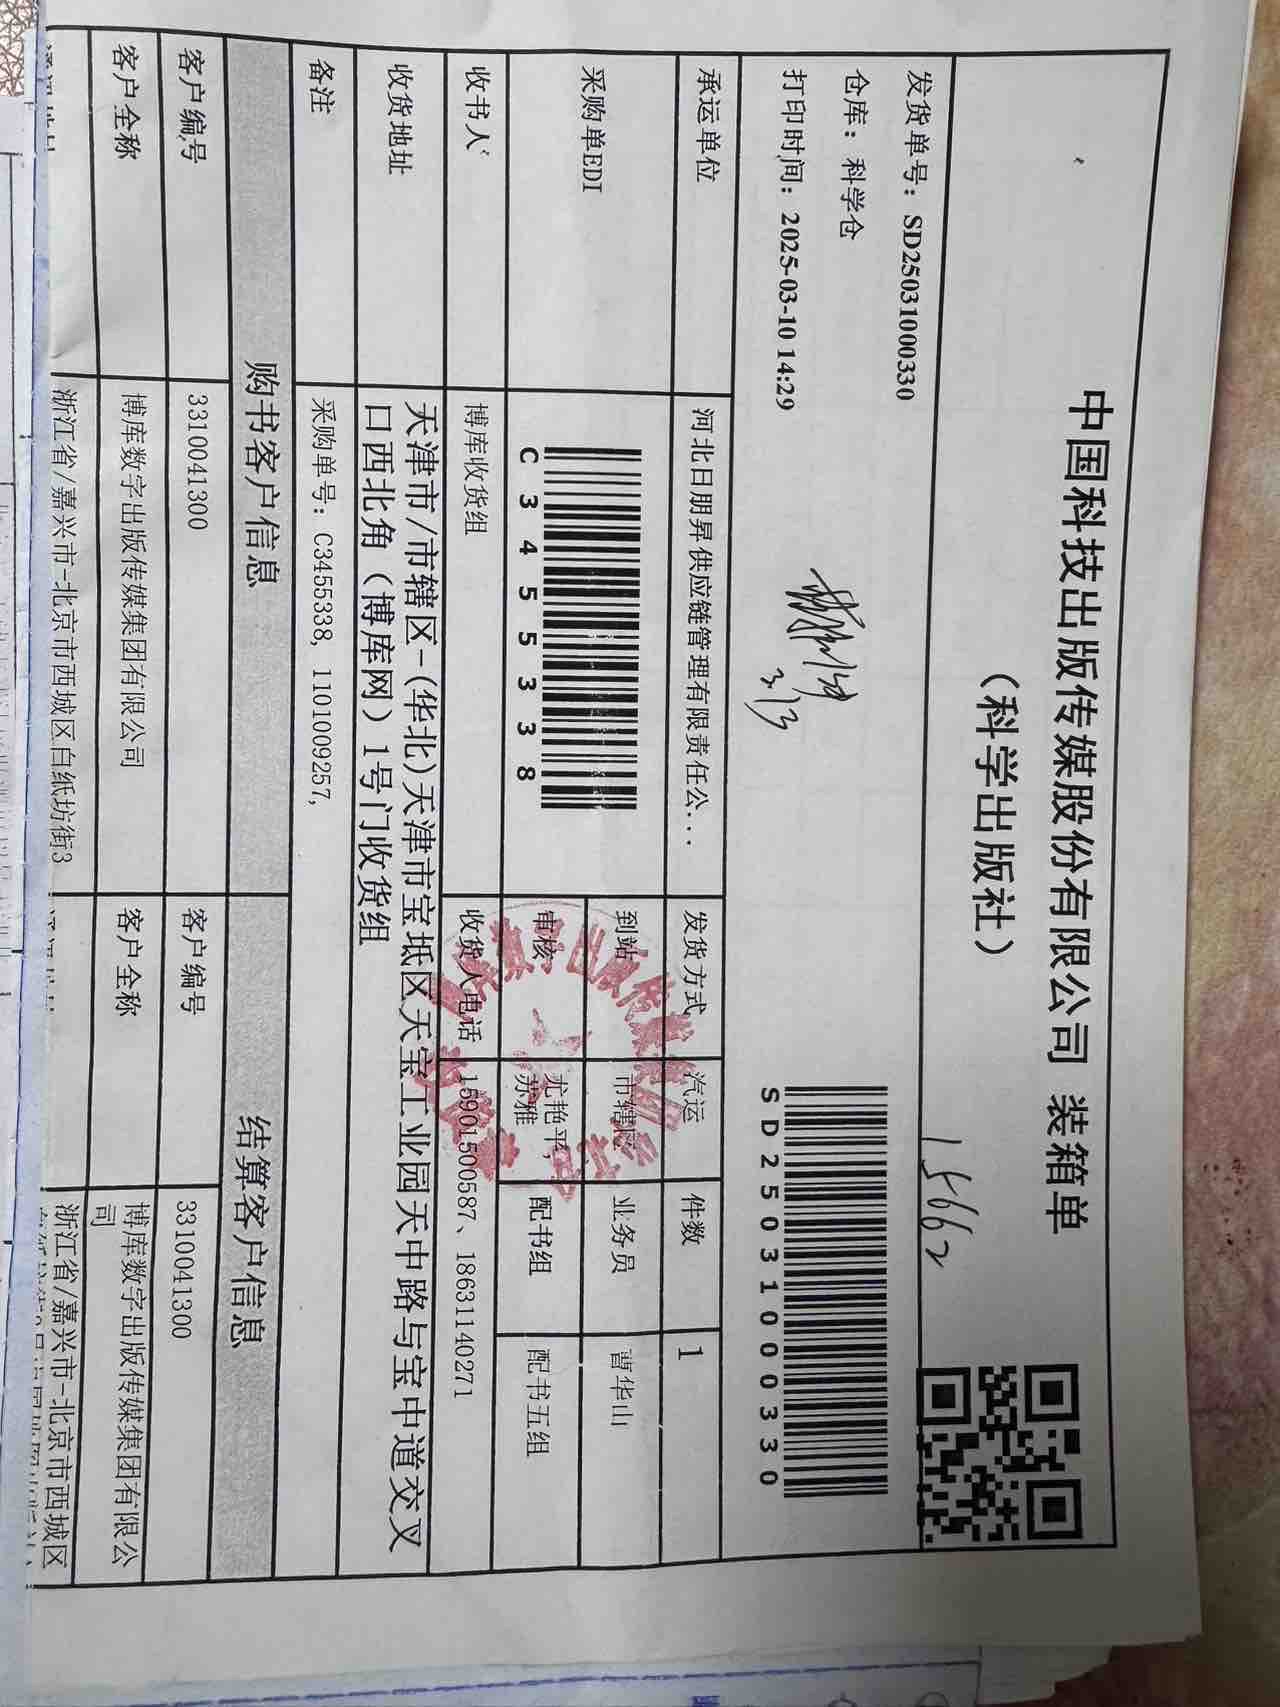 中国科技出版传媒股份有限公司 装箱单
（科学出版社）
15662
发货单号：SD25031000330
仓库：科学仓
打印时间：2025-03-10 14:29
3/3
SD25031000330
承运单位 河北日朋昇供应链管理有限责任公... 发货方式 汽运 件数 1
采购单EDI C3455338 到站 市辖区 业务员 曹华山
审核 尤艳平, 苏雅 配书组 配书五组
收书人 博库收货组 收货人电话 15901500587、18631140271
收货地址 天津市/市辖区-(华北)天津市宝坻区天宝工业园天中路与宝中道交叉
口西北角（博库网）1号门收货组
备注 采购单号：C3455338, 1101009257,
购书客户信息 结算客户信息
客户编号 3310041300 客户编号 3310041300
客户全称 博库数字出版传媒集团有限公司 客户全称 博库数字出版传媒集团有限公
司
浙江省/嘉兴市-北京市西城区白纸坊街3 浙江省/嘉兴市-北京市西城区